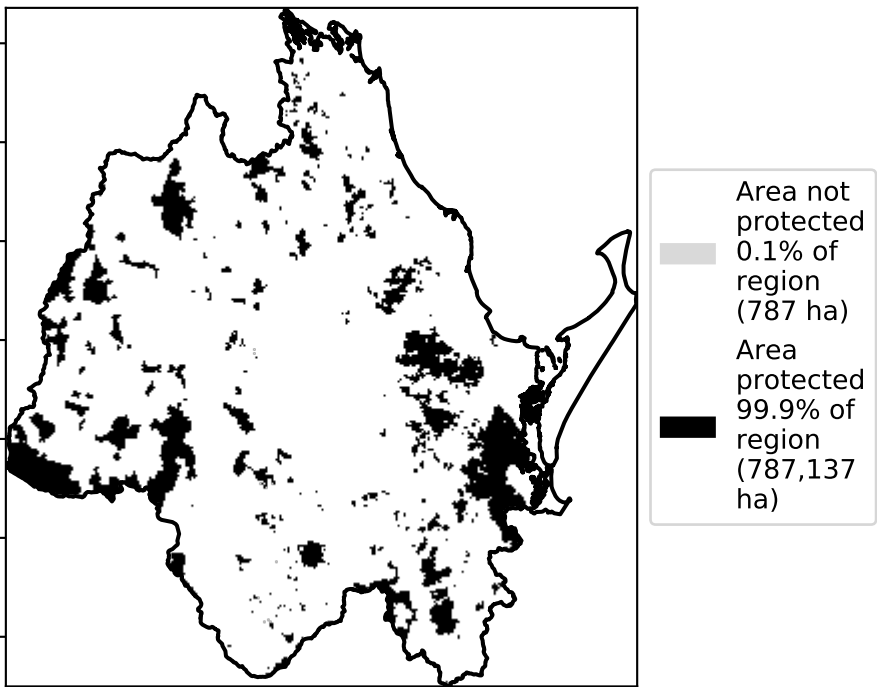 Area not
protected
0.1% of
region
(787 ha)
Area
protected
99.9% of
region
(787,137
ha)